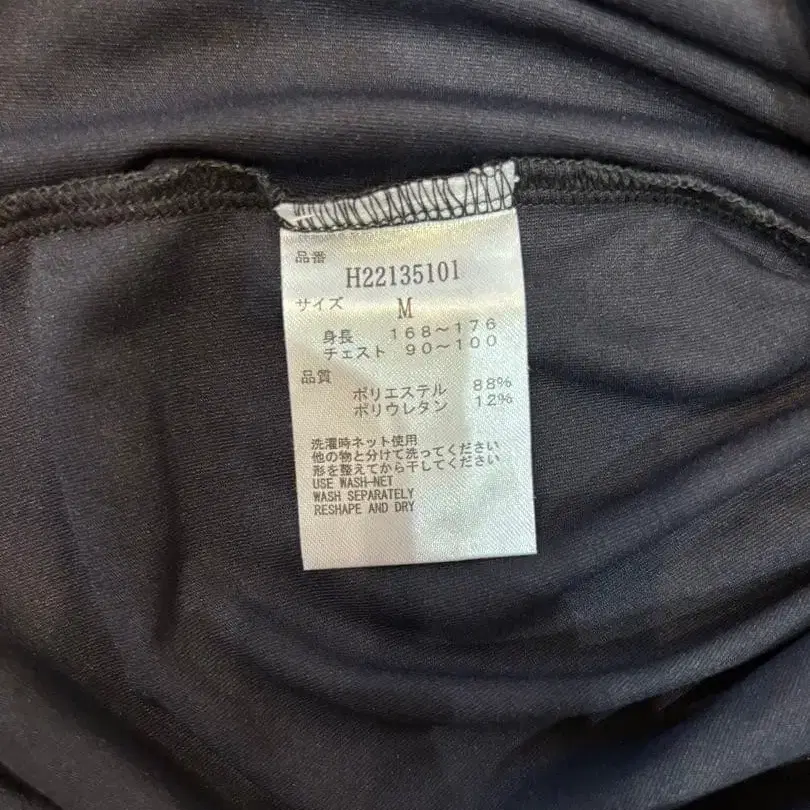 品番
H22135101
サイズ M
身長 168~176
チェスト 90~100
品質
ポリエステル 88%
ポリウレタン 12%
洗濯時ネット使用
他の物と分けて洗ってください
形を整えてから干してください
USE WASH-NET
WASH SEPARATELY
RESHAPE AND DRY